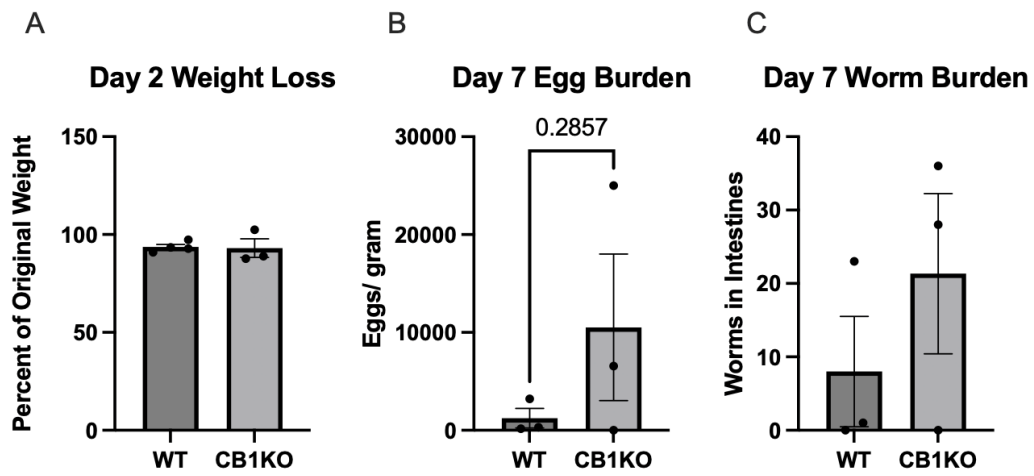 A
Day 2 Weight Loss
Percent of Original Weight
150
100
50
0
WT CB1KO
B
Day 7 Egg Burden
Eggs/ gram
0.2857
30000
20000
10000
0
WT CB1KO
C
Day 7 Worm Burden
Worms in Intestines
40
30
20
10
0
WT CB1KO